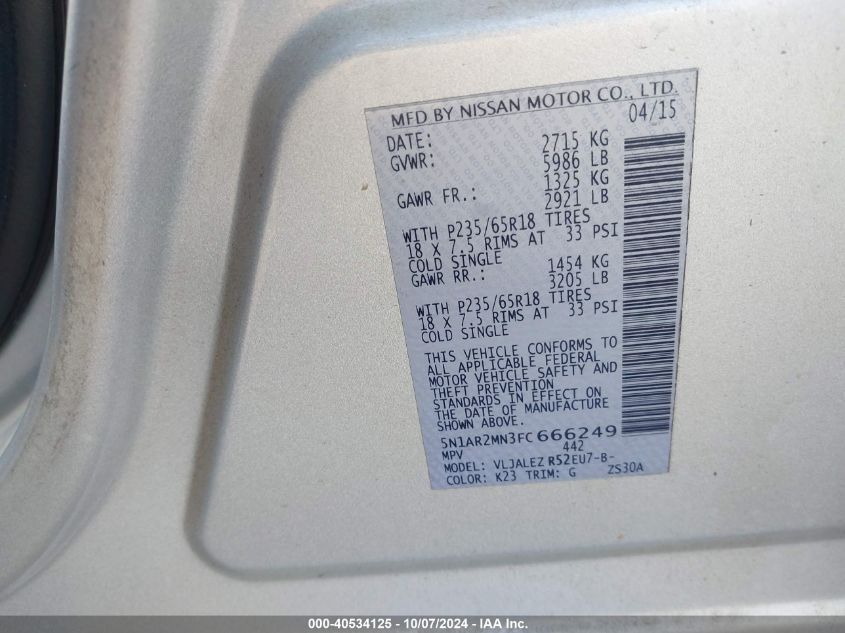 MFD BY NISSAN MOTOR CO., LTD.
DATE: 04/15
GVWR: 2715 KG
5986 LB
GAWR FR.: 1325 KG
2921 LB
WITH P235/65R18 TIRES
18 X 7.5 RIMS AT 33 PSI
COLD SINGLE
GAWR RR.: 1454 KG
3205 LB
WITH P235/65R18 TIRES
18 X 7.5 RIMS AT 33 PSI
COLD SINGLE
THIS VEHICLE CONFORMS TO
ALL APPLICABLE FEDERAL
MOTOR VEHICLE SAFETY AND
THEFT PREVENTION
STANDARDS IN EFFECT ON
THE DATE OF MANUFACTURE
SHOWN ABOVE.
5N1AR2MN3FC666249
MPV 442
MODEL: VLJALEZ R52EU7-B-
COLOR: K23 TRIM: G ZS30A
000-40534125 - 10/07/2024 - IAA Inc.